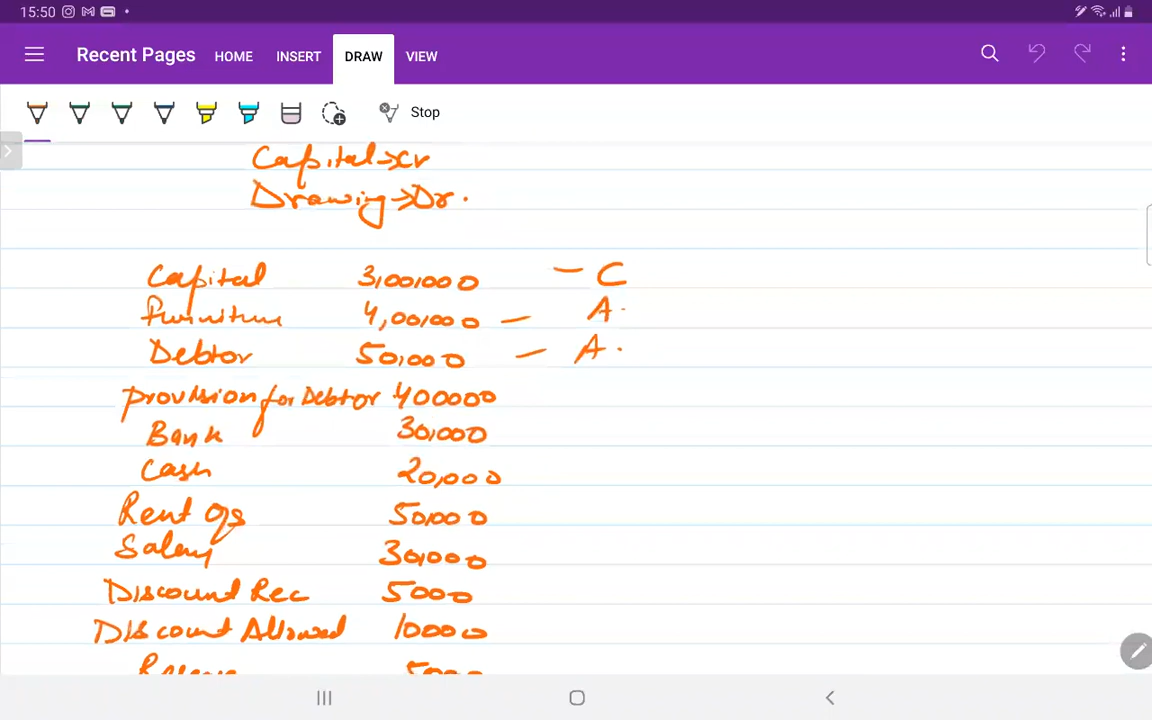 15:50
Recent Pages HOME INSERT DRAW VIEW
Stop
Capital→Cr
Drawing→Dr.
Capital 3,00,000 — C
Furniture 4,00,000 — A.
Debtor 50,000 — A.
Provision for Debtor 400000
Bank 30,000
Cash 20,000
Rent o/s 50,000
Salary 30,000
Discount Rec 5000
Discount Allowed 10000
5000